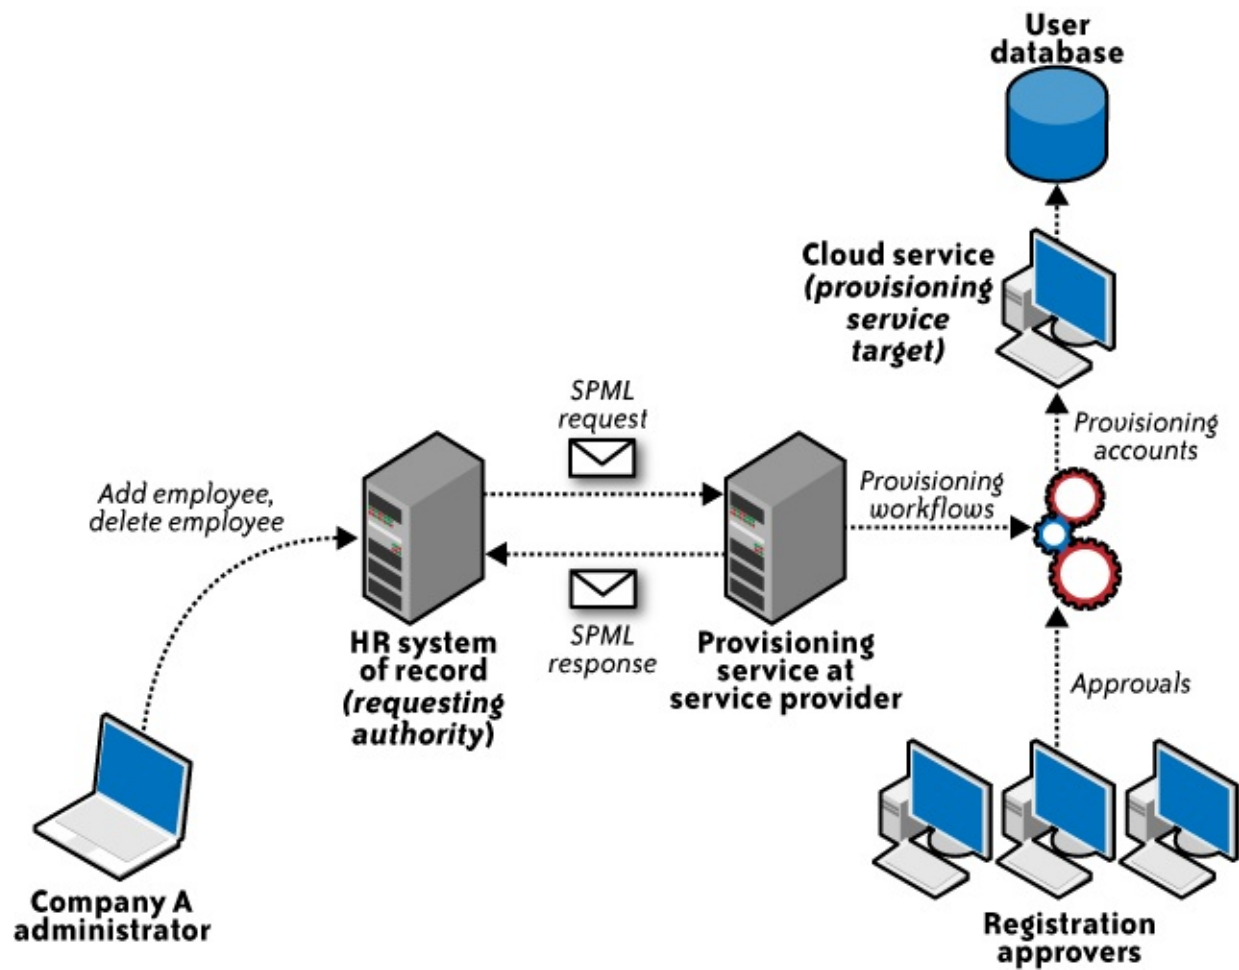 User
database
Cloud service
(provisioning
service
target)
SPML
request
Provisioning
accounts
Add employee,
delete employee
Provisioning
workflows
HR system
of record
(requesting
authority)
SPML
response
Provisioning
service at
service provider
Approvals
Company A
administrator
Registration
approvers